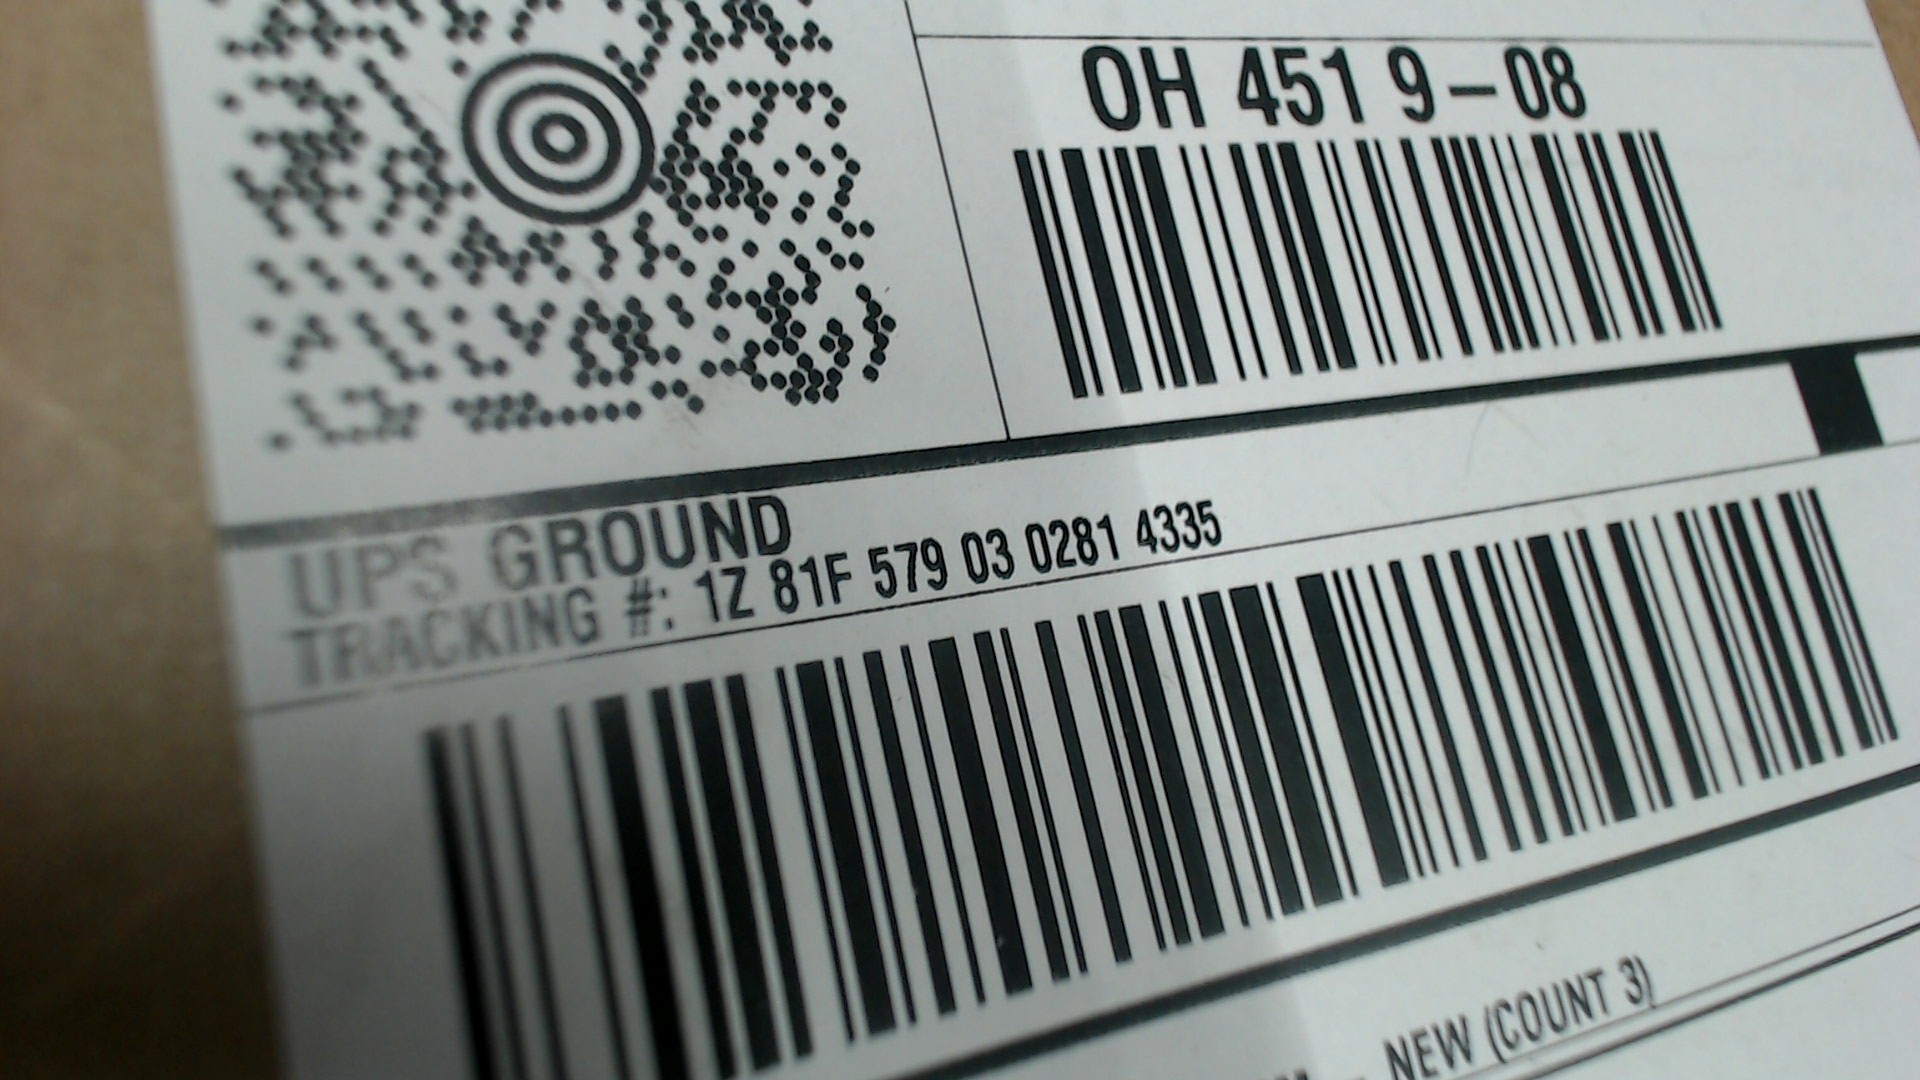 OH 451 9-08
UPS GROUND
TRACKING #: 1Z 81F 579 03 0281 4335
NEW (COUNT 3)